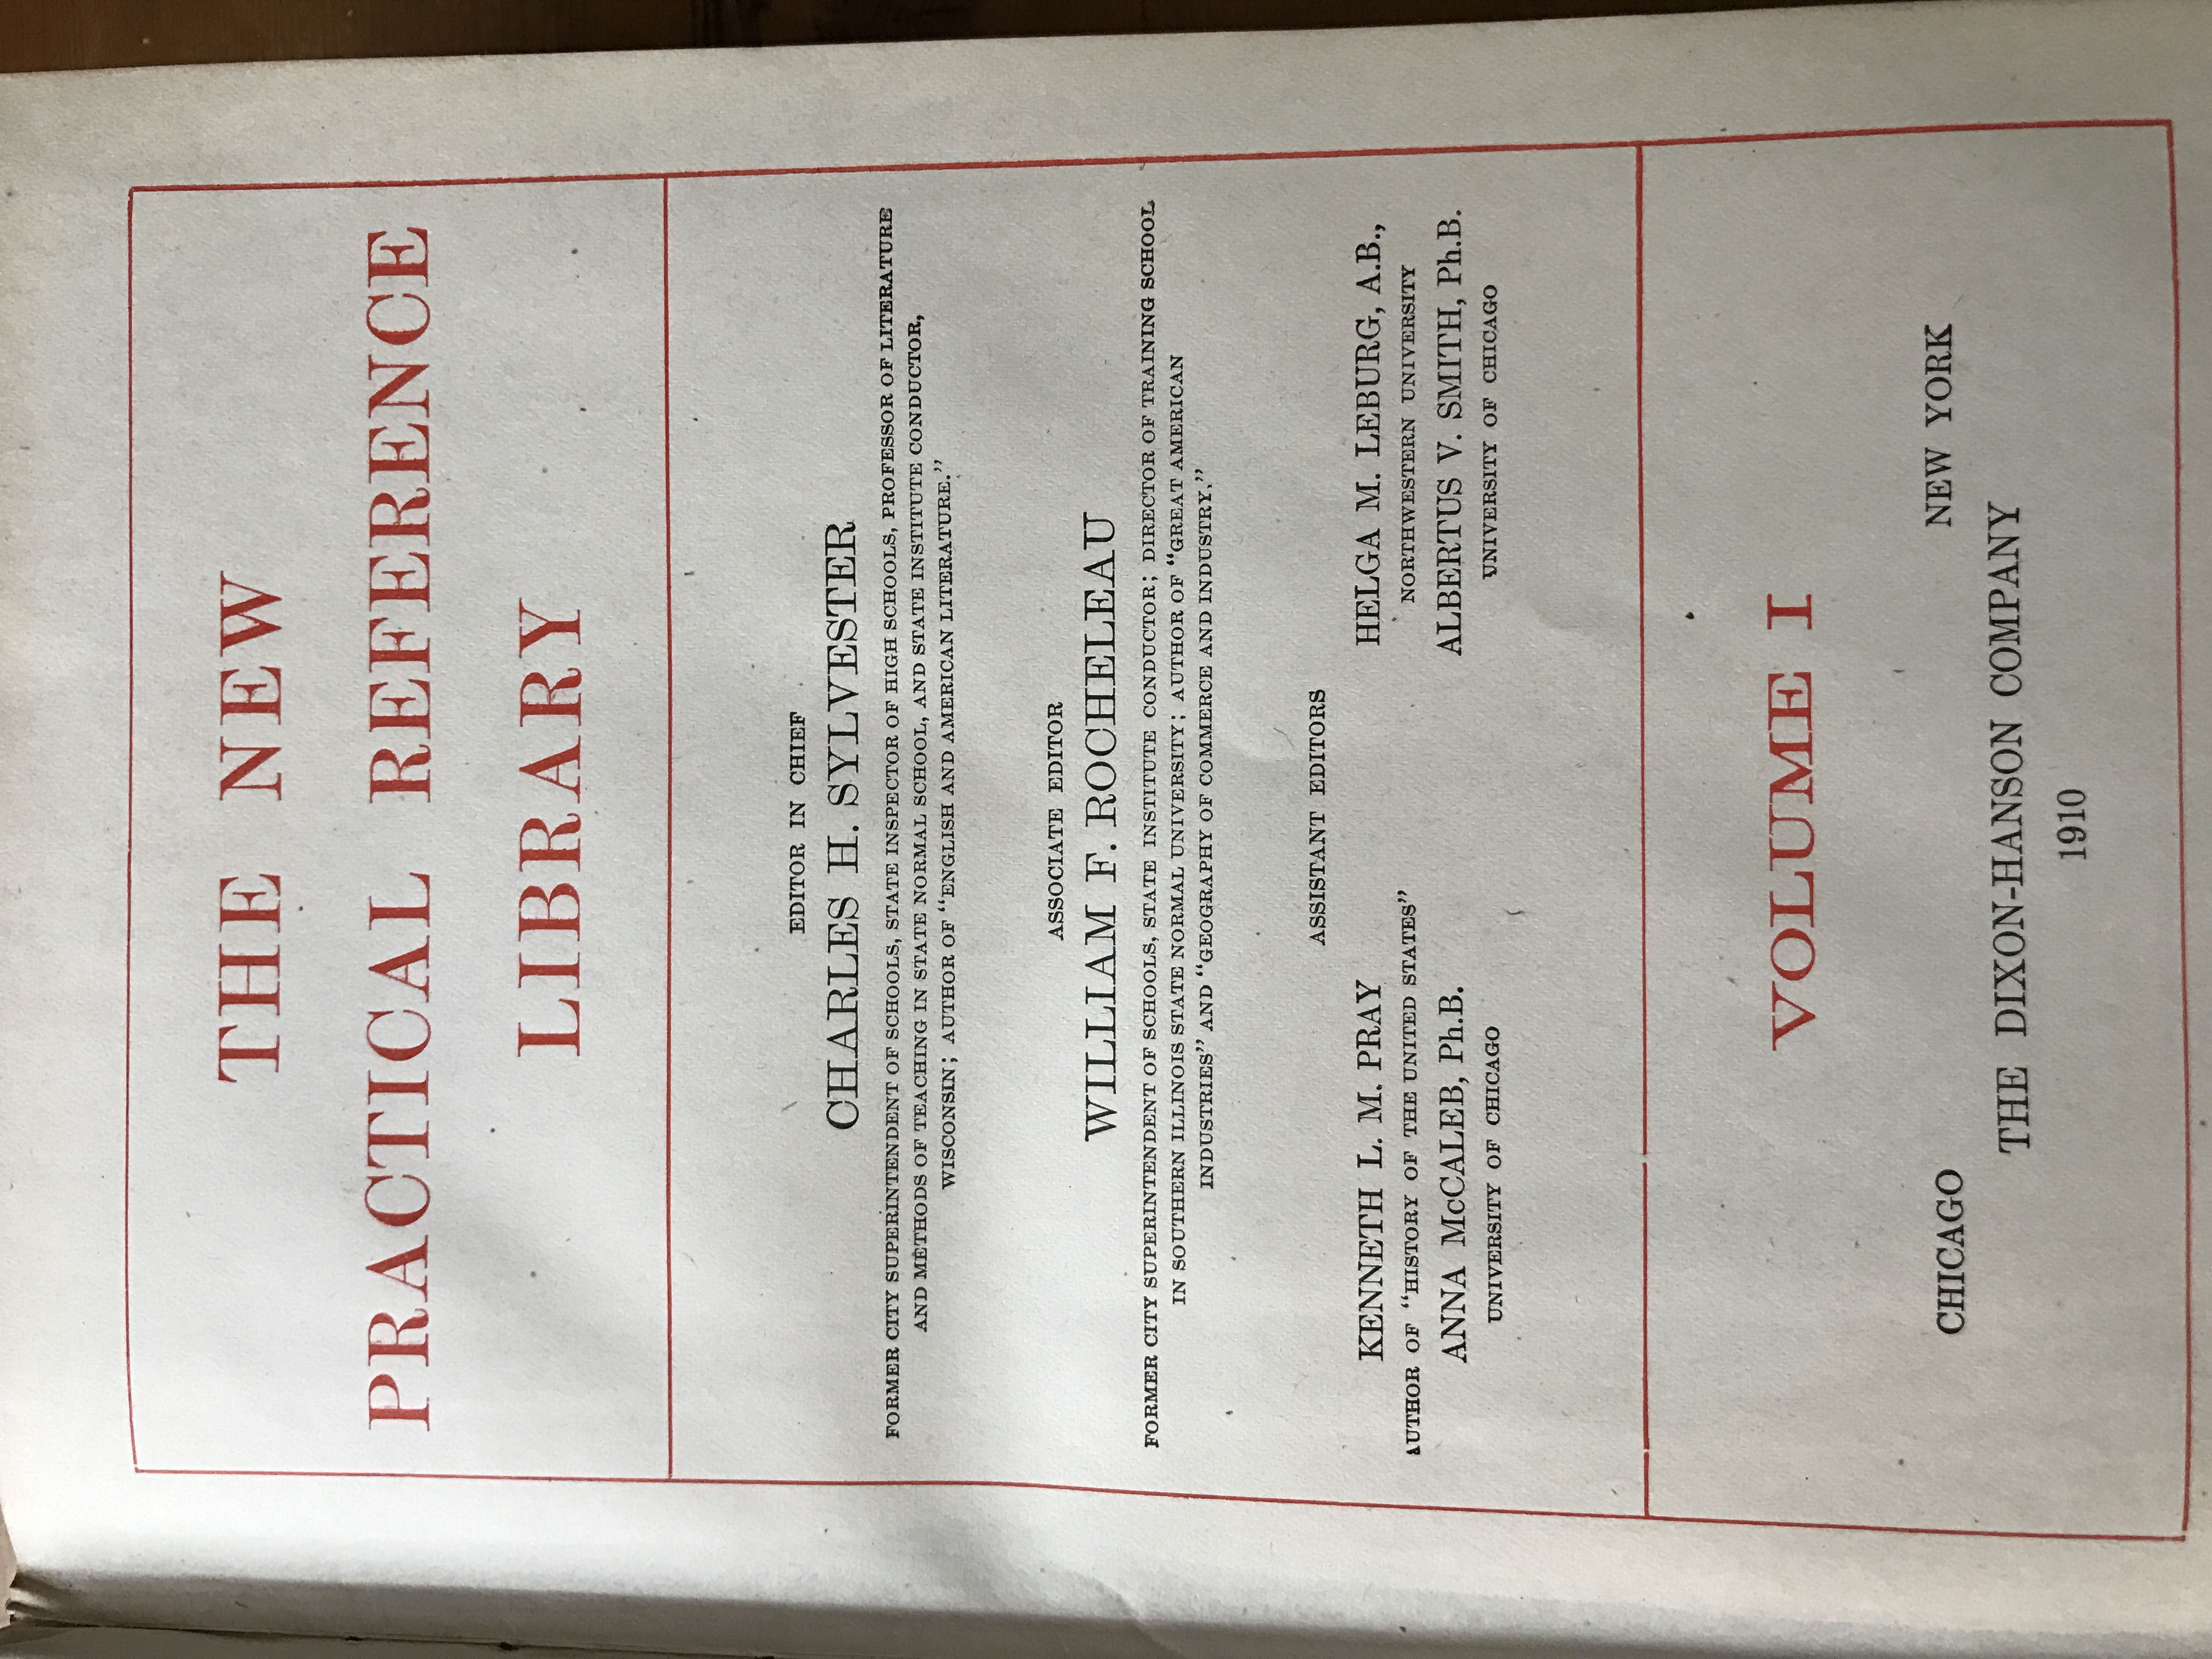 THE NEW
PRACTICAL REFERENCE
LIBRARY
EDITOR IN CHIEF
CHARLES H. SYLVESTER
FORMER CITY SUPERINTENDENT OF SCHOOLS, STATE INSPECTOR OF HIGH SCHOOLS, PROFESSOR OF LITERATURE
AND METHODS OF TEACHING IN STATE NORMAL SCHOOL, AND STATE INSTITUTE CONDUCTOR,
WISCONSIN; AUTHOR OF "ENGLISH AND AMERICAN LITERATURE."
ASSOCIATE EDITOR
WILLIAM F. ROCHELEAU
FORMER CITY SUPERINTENDENT OF SCHOOLS, STATE INSTITUTE CONDUCTOR; DIRECTOR OF TRAINING SCHOOL
IN SOUTHERN ILLINOIS STATE NORMAL UNIVERSITY; AUTHOR OF "GREAT AMERICAN
INDUSTRIES" AND "GEOGRAPHY OF COMMERCE AND INDUSTRY."
ASSISTANT EDITORS
KENNETH L. M. PRAY
AUTHOR OF "HISTORY OF THE UNITED STATES"
ANNA McCALEB, Ph.B.
UNIVERSITY OF CHICAGO
HELGA M. LEBURG, A.B.,
NORTHWESTERN UNIVERSITY
ALBERTUS V. SMITH, Ph.B.
UNIVERSITY OF CHICAGO
VOLUME I
CHICAGO NEW YORK
THE DIXON-HANSON COMPANY
1910